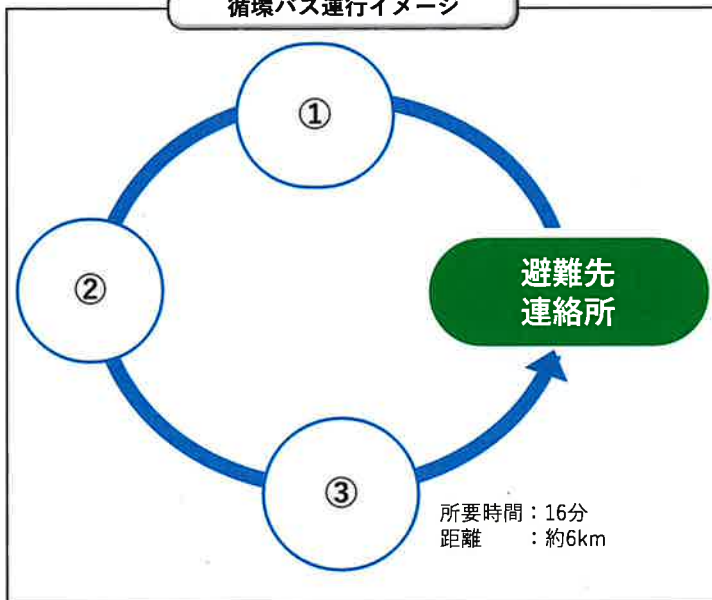 循環バス運行イメージ
①
②
避難先
連絡所
③
所要時間：16分
距離　　：約6km